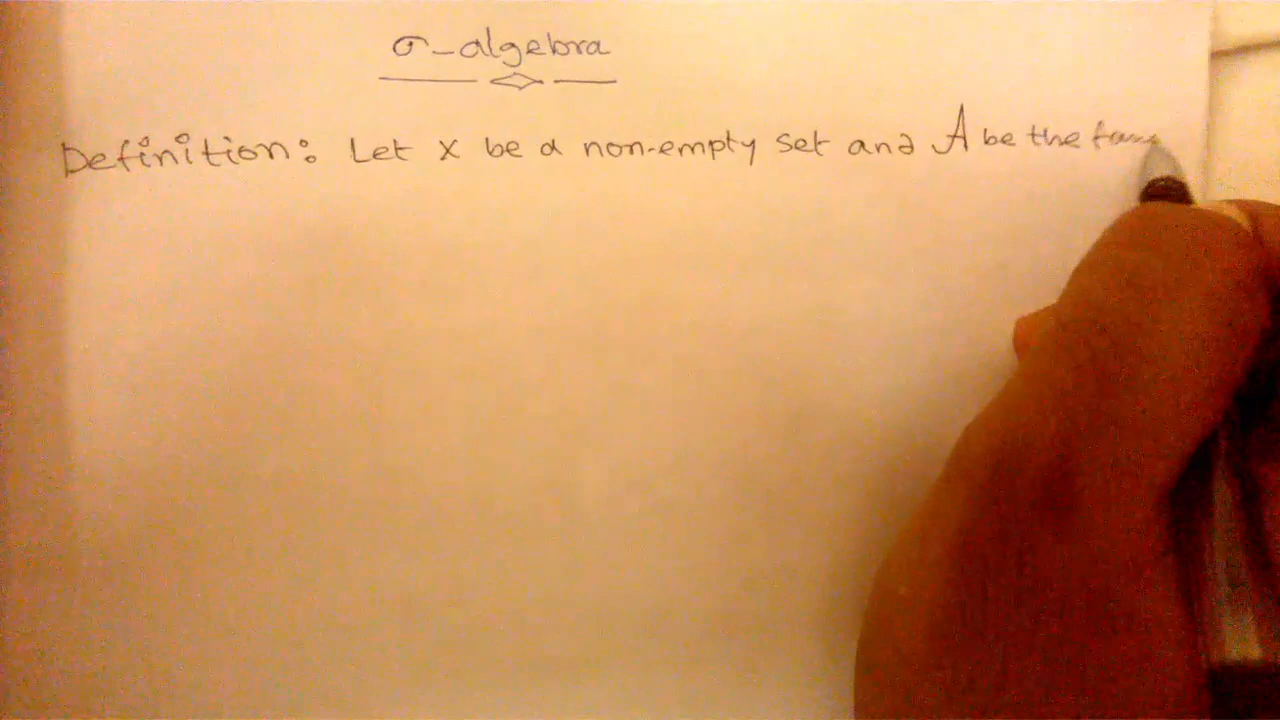 σ-algebra
Definition: Let x be a non-empty set and A be the